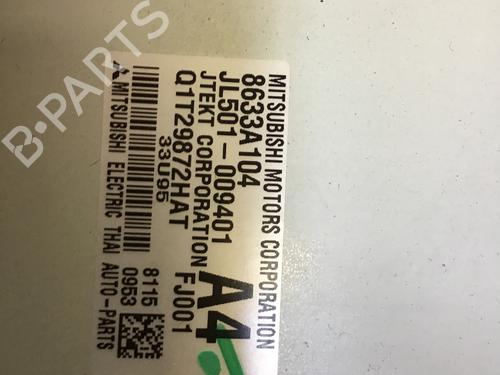 MITSUBISHI MOTORS CORPORATION
8633A104
JL501-009401
JTEKT CORPORATION FJ001
Q1T29872HAT
33U95
A4
8115
0953
MITSUBISHI ELECTRIC THAI AUTO-PARTS
B-PARTS